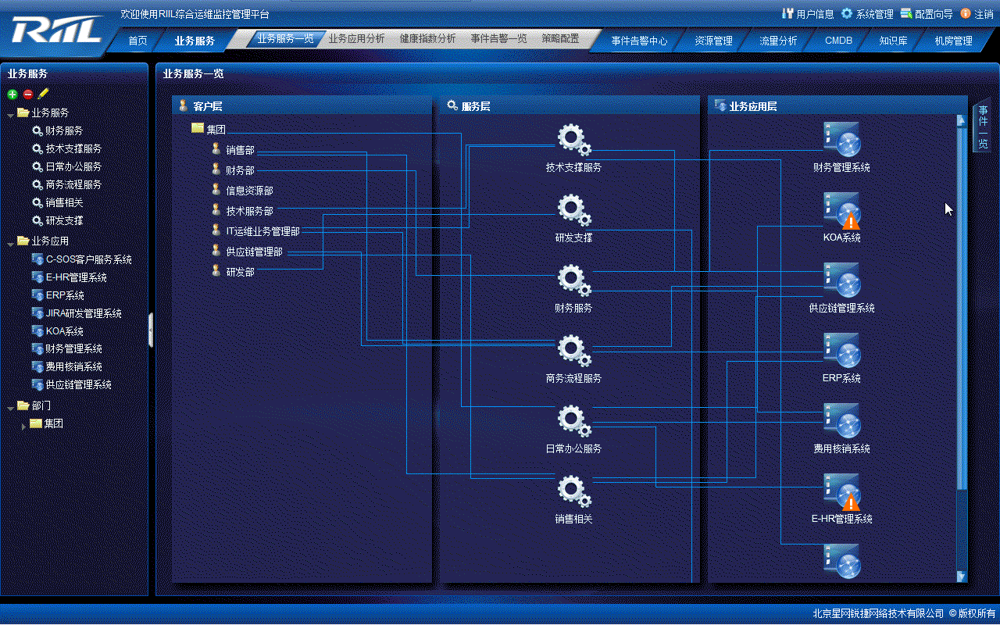 RIIL
欢迎使用RIIL综合运维监控管理平台
用户信息 系统管理 配置向导 注销
首页 业务服务 业务服务一览 业务应用分析 健康指数分析 事件告警一览 策略配置 事件告警中心 资源管理 流量分析 CMDB 知识库 机房管理
业务服务
业务服务
财务服务
技术支撑服务
日常办公服务
商务流程服务
销售相关
研发支撑
业务应用
C-SOS客户服务系统
E-HR管理系统
ERP系统
JIRA研发管理系统
KOA系统
财务管理系统
费用核销系统
供应链管理系统
部门
集团
业务服务一览
客户层
集团
销售部
财务部
信息资源部
技术服务部
IT运维业务管理部
供应链管理部
研发部
服务层
技术支撑服务
研发支撑
财务服务
商务流程服务
日常办公服务
销售相关
业务应用层
财务管理系统
KOA系统
供应链管理系统
ERP系统
费用核销系统
E-HR管理系统
事件一览
北京星网锐捷网络技术有限公司 © 版权所有